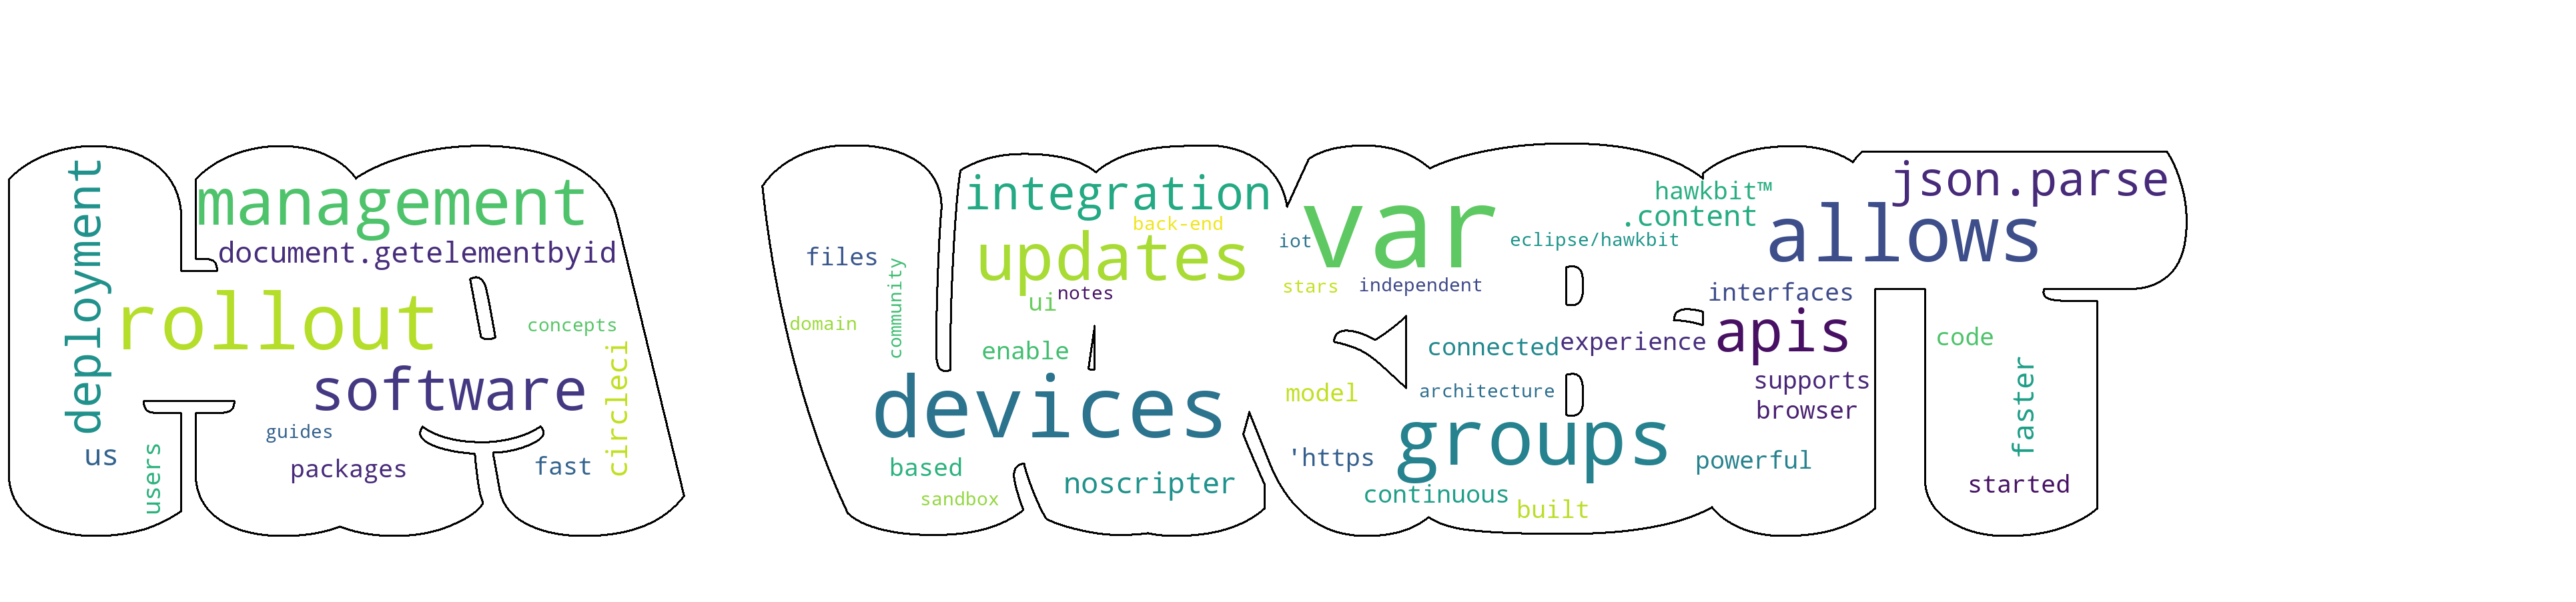 deployment
management
document.getelementbyid
rollout
concepts
software
circleci
guides
us
users
packages
fast
files
community
domain
integration
back-end
updates
ui
notes
enable
devices
based
sandbox
noscripter
var
iot
stars
independent
eclipse/hawkbit
hawkbit™
.content
json.parse
allows
interfaces
connected
experience
apis
model
architecture
supports
browser
'https
groups
powerful
continuous
built
code
faster
started